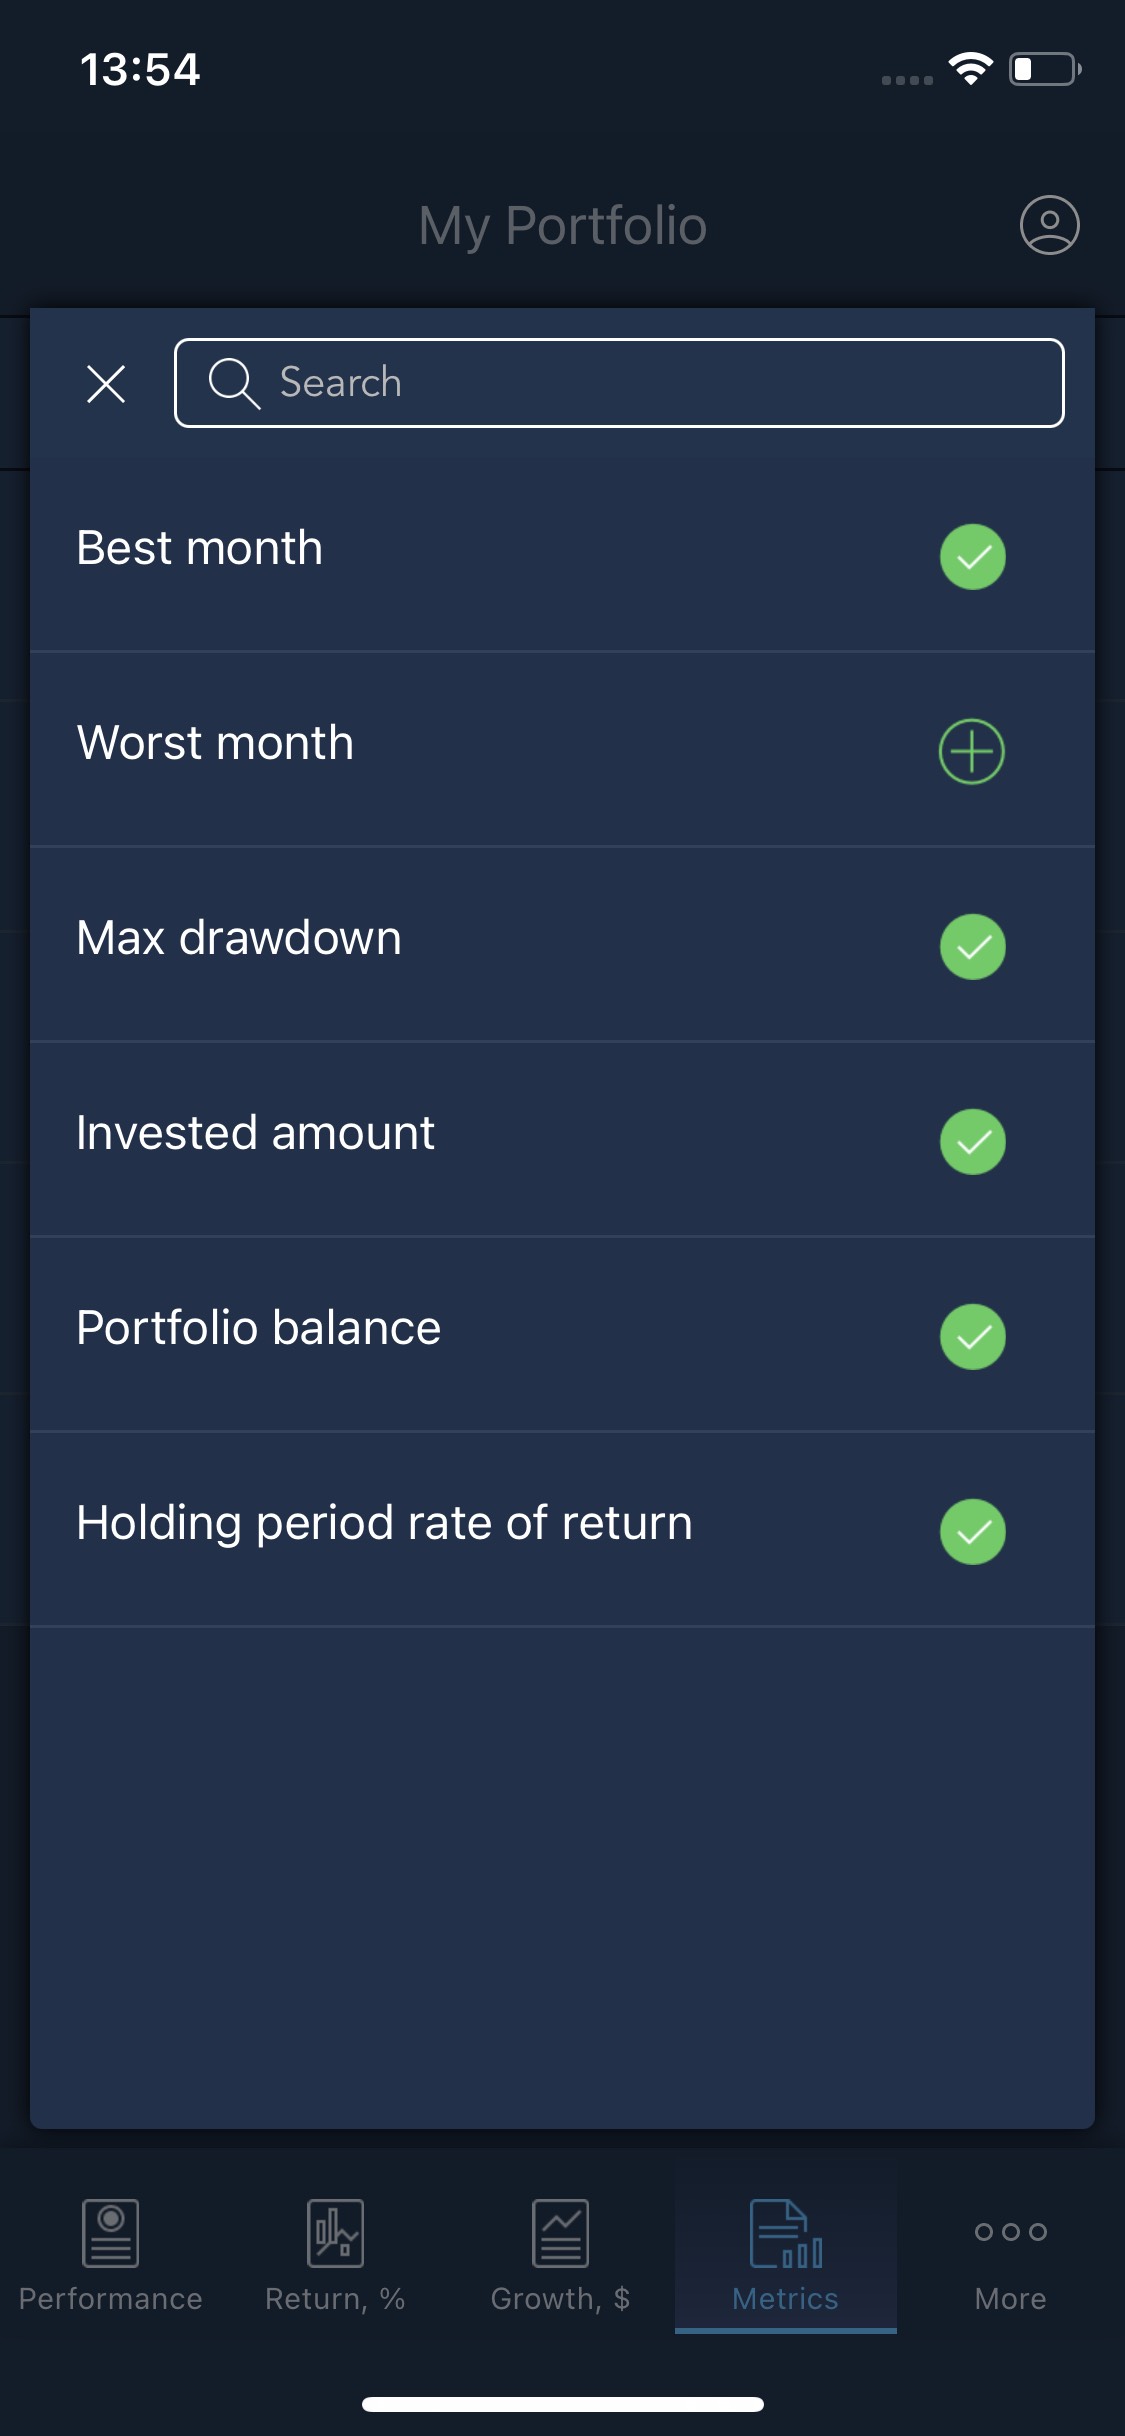 13:54
My Portfolio
Search
Best month
Worst month
Max drawdown
Invested amount
Portfolio balance
Holding period rate of return
Performance
Return, %
Growth, $
Metrics
More